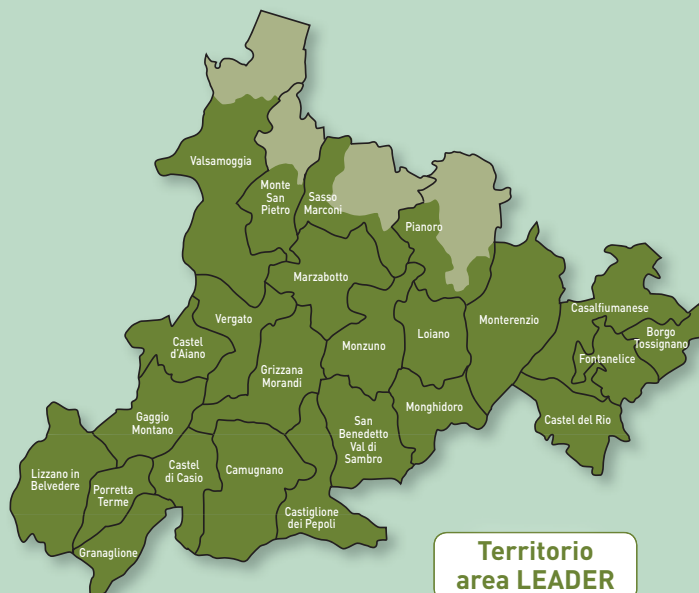 Valsamoggia
Monte
San
Pietro
Sasso
Marconi
Pianoro
Marzabotto
Vergato
Castel
d'Aiano
Grizzana
Morandi
Monzuno
Loiano
Monterenzio
Casalfiumanese
Borgo
Tossignano
Fontanelice
Castel del Rio
Monghidoro
San
Benedetto
Val di
Sambro
Gaggio
Montano
Lizzano in
Belvedere
Porretta
Terme
Castel
di Casio
Camugnano
Castiglione
dei Pepoli
Granaglione
Territorio
area LEADER